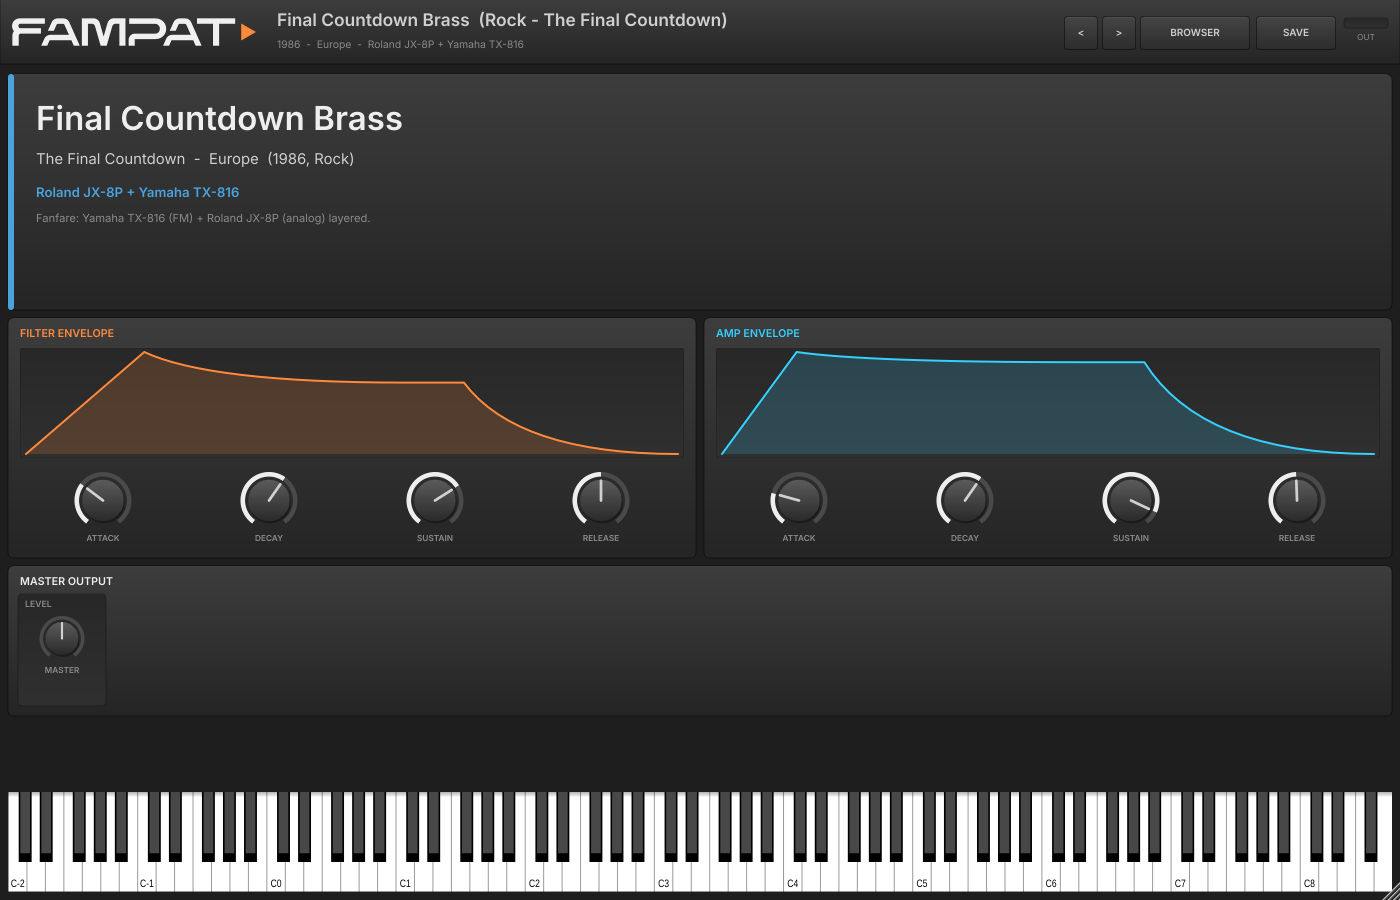 FAMPAT
Final Countdown Brass (Rock - The Final Countdown)
1986 - Europe - Roland JX-8P + Yamaha TX-816
< > BROWSER SAVE OUT
Final Countdown Brass
The Final Countdown - Europe (1986, Rock)
Roland JX-8P + Yamaha TX-816
Fanfare: Yamaha TX-816 (FM) + Roland JX-8P (analog) layered.
FILTER ENVELOPE
ATTACK DECAY SUSTAIN RELEASE
AMP ENVELOPE
ATTACK DECAY SUSTAIN RELEASE
MASTER OUTPUT
LEVEL
MASTER
C-2 C-1 C0 C1 C2 C3 C4 C5 C6 C7 C8